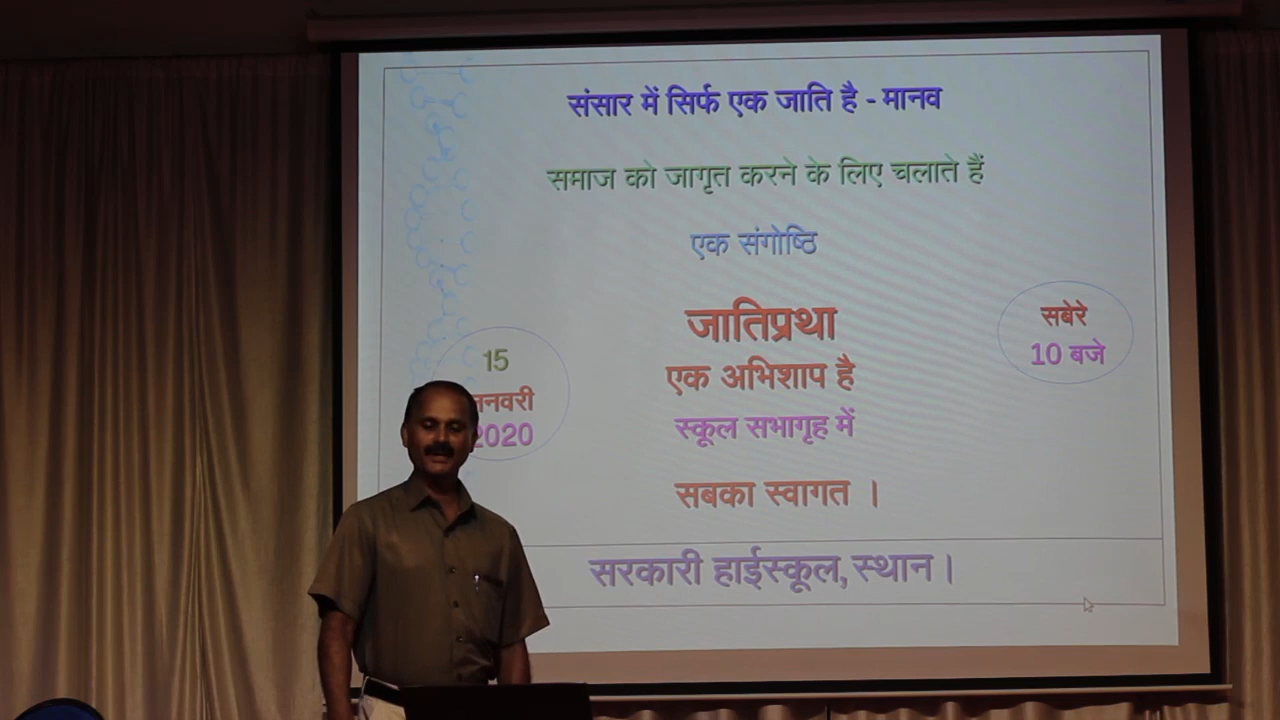 संसार में सिर्फ एक जाति है - मानव
समाज को जागृत करने के लिए चलाते हैं
एक संगोष्ठि
जातिप्रथा
एक अभिशाप है
स्कूल सभागृह में
सबका स्वागत ।
15
जनवरी
2020
सबेरे
10 बजे
सरकारी हाईस्कूल, स्थान ।